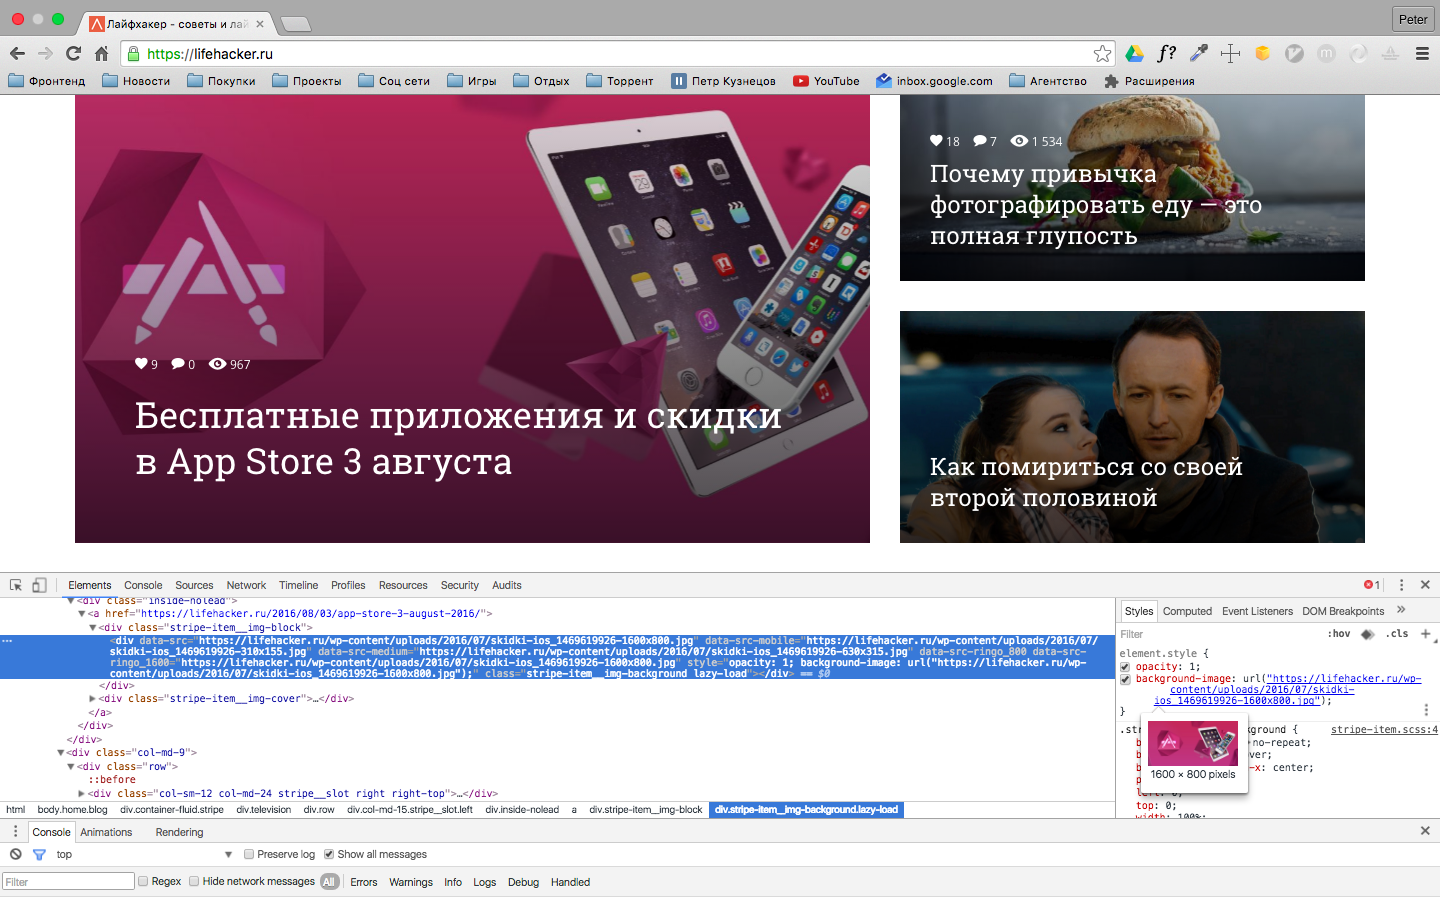 Лайфхакер - советы и лай
Peter
https://lifehacker.ru
f?
Фронтенд Новости Покупки Проекты Соц сети Игры Отдых Торрент Петр Кузнецов YouTube inbox.google.com Агентство Расширения
9 0 967
Бесплатные приложения и скидки
в App Store 3 августа
18 7 1 534
Почему привычка
фотографировать еду — это
полная глупость
Как помириться со своей
второй половиной
Elements Console Sources Network Timeline Profiles Resources Security Audits 1
<div class="inside-nolead">
<a href="https://lifehacker.ru/2016/08/03/app-store-3-august-2016/">
<div class="stripe-item__img-block">
<div data-src="https://lifehacker.ru/wp-content/uploads/2016/07/skidki-ios_1469619926-1600x800.jpg" data-src-mobile="https://lifehacker.ru/wp-content/uploads/2016/07/
skidki-ios_1469619926-310x155.jpg" data-src-medium="https://lifehacker.ru/wp-content/uploads/2016/07/skidki-ios_1469619926-630x315.jpg" data-src-ringo_800 data-src-
ringo_1600="https://lifehacker.ru/wp-content/uploads/2016/07/skidki-ios_1469619926-1600x800.jpg" style="opacity: 1; background-image: url("https://lifehacker.ru/wp-
content/uploads/2016/07/skidki-ios_1469619926-1600x800.jpg");" class="stripe-item__img-background lazy-load"></div> == $0
</div>
<div class="stripe-item__img-cover">…</div>
</a>
</div>
</div>
<div class="col-md-9">
<div class="row">
::before
<div class="col-sm-12 col-md-24 stripe__slot right right-top">…</div>
html body.home.blog div.container-fluid.stripe div.television div.row div.col-md-15.stripe__slot.left div.inside-nolead a div.stripe-item__img-block div.stripe-item__img-background.lazy-load
Styles Computed Event Listeners DOM Breakpoints »
Filter :hov .cls +
element.style {
opacity: 1;
background-image: url("https://lifehacker.ru/wp-
content/uploads/2016/07/skidki-
ios_1469619926-1600x800.jpg");
}
.str ground { stripe-item.scss:4
b no-repeat;
b ver;
b -x: center;
p
left: 0;
top: 0;
width: 100%;
1600 × 800 pixels
Console Animations Rendering
top Preserve log Show all messages
Filter Regex Hide network messages All Errors Warnings Info Logs Debug Handled